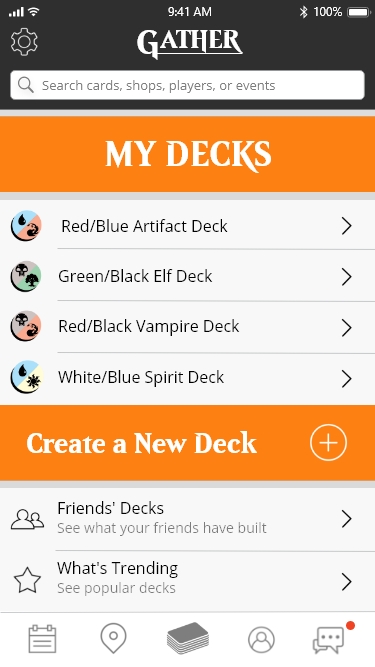 9:41 AM
100%
GATHER
Search cards, shops, players, or events
MY DECKS
Red/Blue Artifact Deck
Green/Black Elf Deck
Red/Black Vampire Deck
White/Blue Spirit Deck
Create a New Deck
Friends' Decks
See what your friends have built
What's Trending
See popular decks